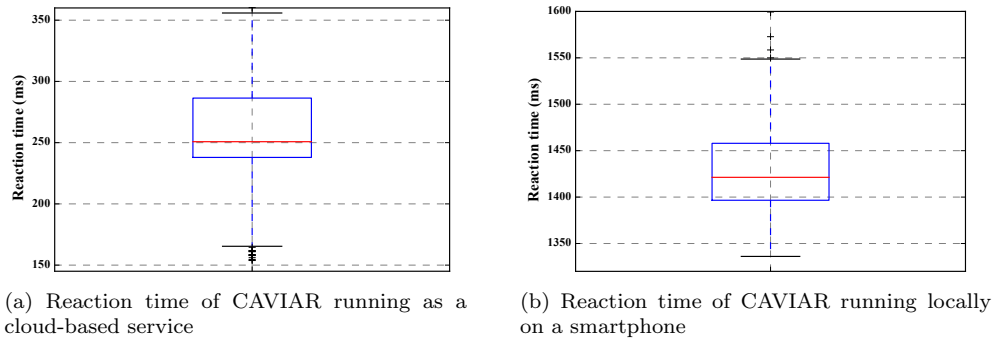 350
300
250
200
150
Reaction time (ms)
1600
1550
1500
1450
1400
1350
Reaction time (ms)
(a) Reaction time of CAVIAR running as a
cloud-based service
(b) Reaction time of CAVIAR running locally
on a smartphone